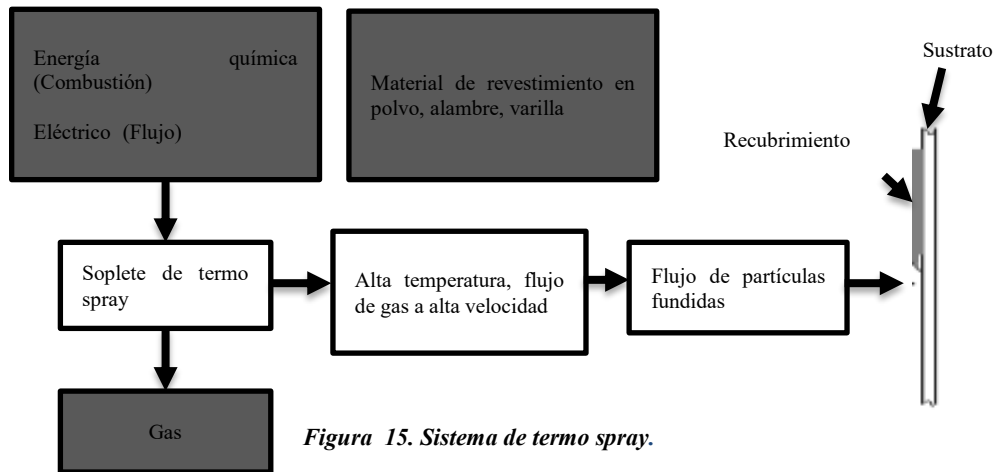 Energía química
(Combustión)
Eléctrico (Flujo)
Material de revestimiento en
polvo, alambre, varilla
Sustrato
Recubrimiento
Soplete de termo
spray
Alta temperatura, flujo
de gas a alta velocidad
Flujo de partículas
fundidas
Gas
Figura 15. Sistema de termo spray.